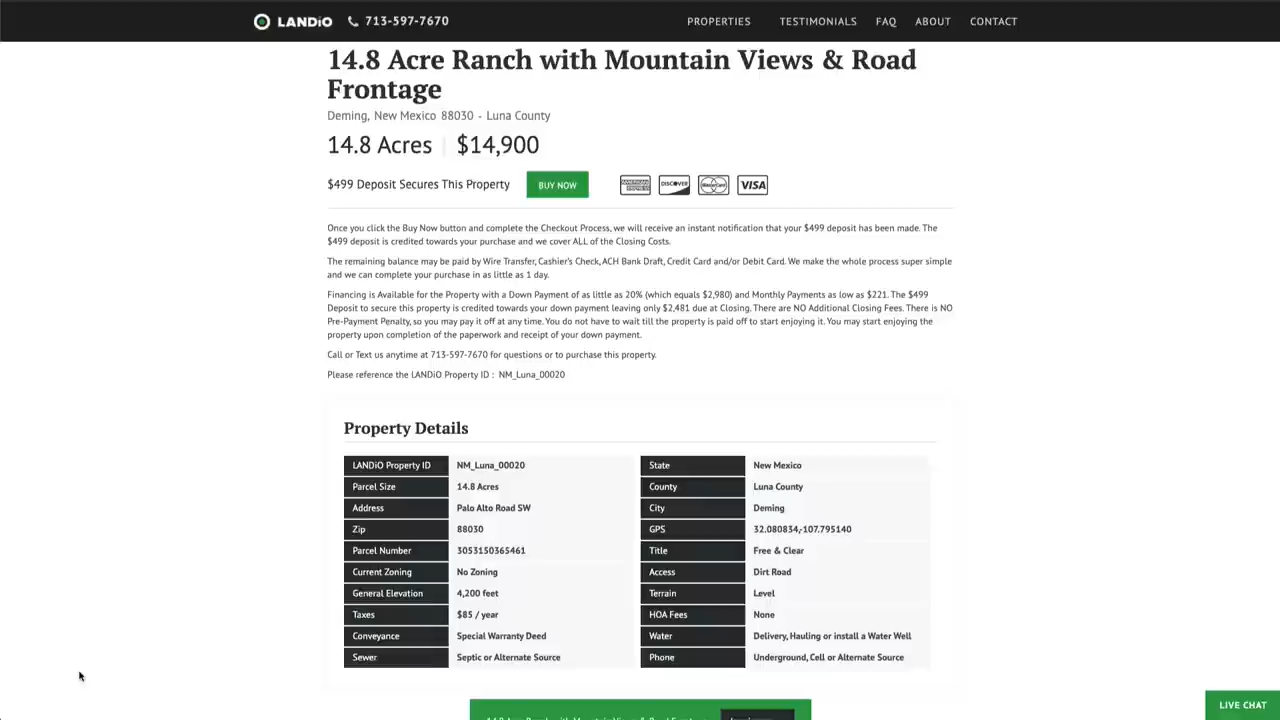 LANDiO 713-597-7670 PROPERTIES TESTIMONIALS FAQ ABOUT CONTACT
14.8 Acre Ranch with Mountain Views & Road
Frontage
Deming, New Mexico 88030 - Luna County
14.8 Acres $14,900
$499 Deposit Secures This Property BUY NOW AMERICAN EXPRESS DISCOVER MasterCard VISA
Once you click the Buy Now button and complete the Checkout Process, we will receive an instant notification that your $499 deposit has been made. The
$499 deposit is credited towards your purchase and we cover ALL of the Closing Costs.
The remaining balance may be paid by Wire Transfer, Cashier's Check, ACH Bank Draft, Credit Card and/or Debit Card. We make the whole process super simple
and we can complete your purchase in as little as 1 day.
Financing is Available for the Property with a Down Payment of as little as 20% (which equals $2,980) and Monthly Payments as low as $221. The $499
Deposit to secure this property is credited towards your down payment leaving only $2,481 due at Closing. There are NO Additional Closing Fees. There is NO
Pre-Payment Penalty, so you may pay it off at any time. You do not have to wait till the property is paid off to start enjoying it. You may start enjoying the
property upon completion of the paperwork and receipt of your down payment.
Call or Text us anytime at 713-597-7670 for questions or to purchase this property.
Please reference the LANDiO Property ID : NM_Luna_00020
Property Details
LANDiO Property ID NM_Luna_00020 State New Mexico
Parcel Size 14.8 Acres County Luna County
Address Palo Alto Road SW City Deming
Zip 88030 GPS 32.080834,-107.795140
Parcel Number 3053150365461 Title Free & Clear
Current Zoning No Zoning Access Dirt Road
General Elevation 4,200 feet Terrain Level
Taxes $85 / year HOA Fees None
Conveyance Special Warranty Deed Water Delivery, Hauling or install a Water Well
Sewer Septic or Alternate Source Phone Underground, Cell or Alternate Source
LIVE CHAT